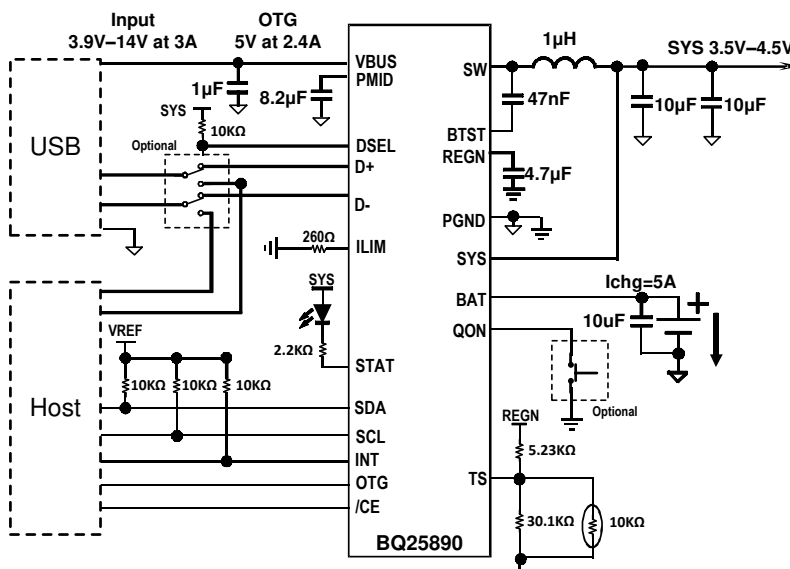 Input
3.9V–14V at 3A
OTG
5V at 2.4A
VBUS
PMID
1µF
8.2µF
SYS
10KΩ
Optional
DSEL
D+
D-
USB
260Ω
ILIM
SYS
2.2KΩ
STAT
VREF
10KΩ
10KΩ
10KΩ
Host
SDA
SCL
INT
OTG
/CE
BQ25890
SW
1µH
SYS 3.5V–4.5V
47nF
10µF
10µF
BTST
REGN
4.7µF
PGND
SYS
Ichg=5A
BAT
+
10uF
QON
Optional
REGN
5.23KΩ
TS
30.1KΩ
10KΩ